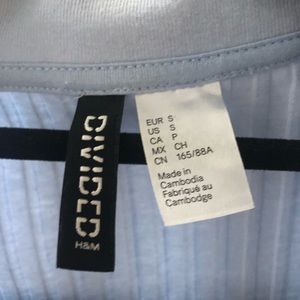 DIVIDED
H&M
EUR S
US S
CA P
MX CH
CN 165/88A
Made in
Cambodia
Fabriqué au
Cambodge